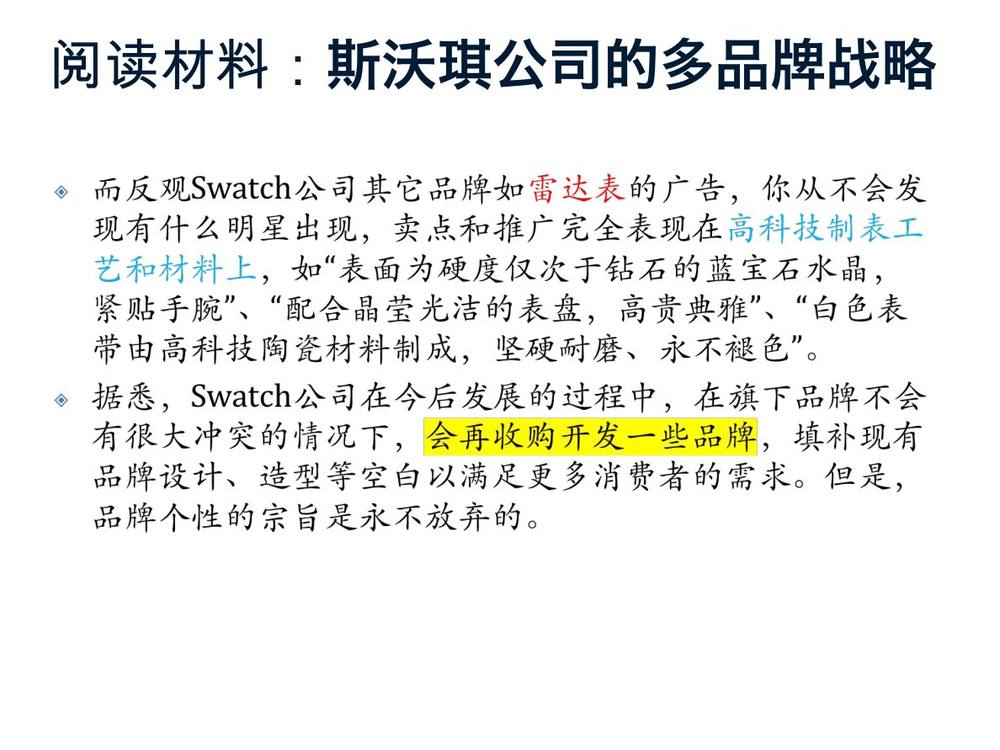 阅读材料：斯沃琪公司的多品牌战略
而反观Swatch公司其它品牌如雷达表的广告，你从不会发
现有什么明星出现，卖点和推广完全表现在高科技制表工
艺和材料上，如“表面为硬度仅次于钻石的蓝宝石水晶，
紧贴手腕”、“配合晶莹光洁的表盘，高贵典雅”、“白色表
带由高科技陶瓷材料制成，坚硬耐磨、永不褪色”。
据悉，Swatch公司在今后发展的过程中，在旗下品牌不会
有很大冲突的情况下，会再收购开发一些品牌，填补现有
品牌设计、造型等空白以满足更多消费者的需求。但是，
品牌个性的宗旨是永不放弃的。